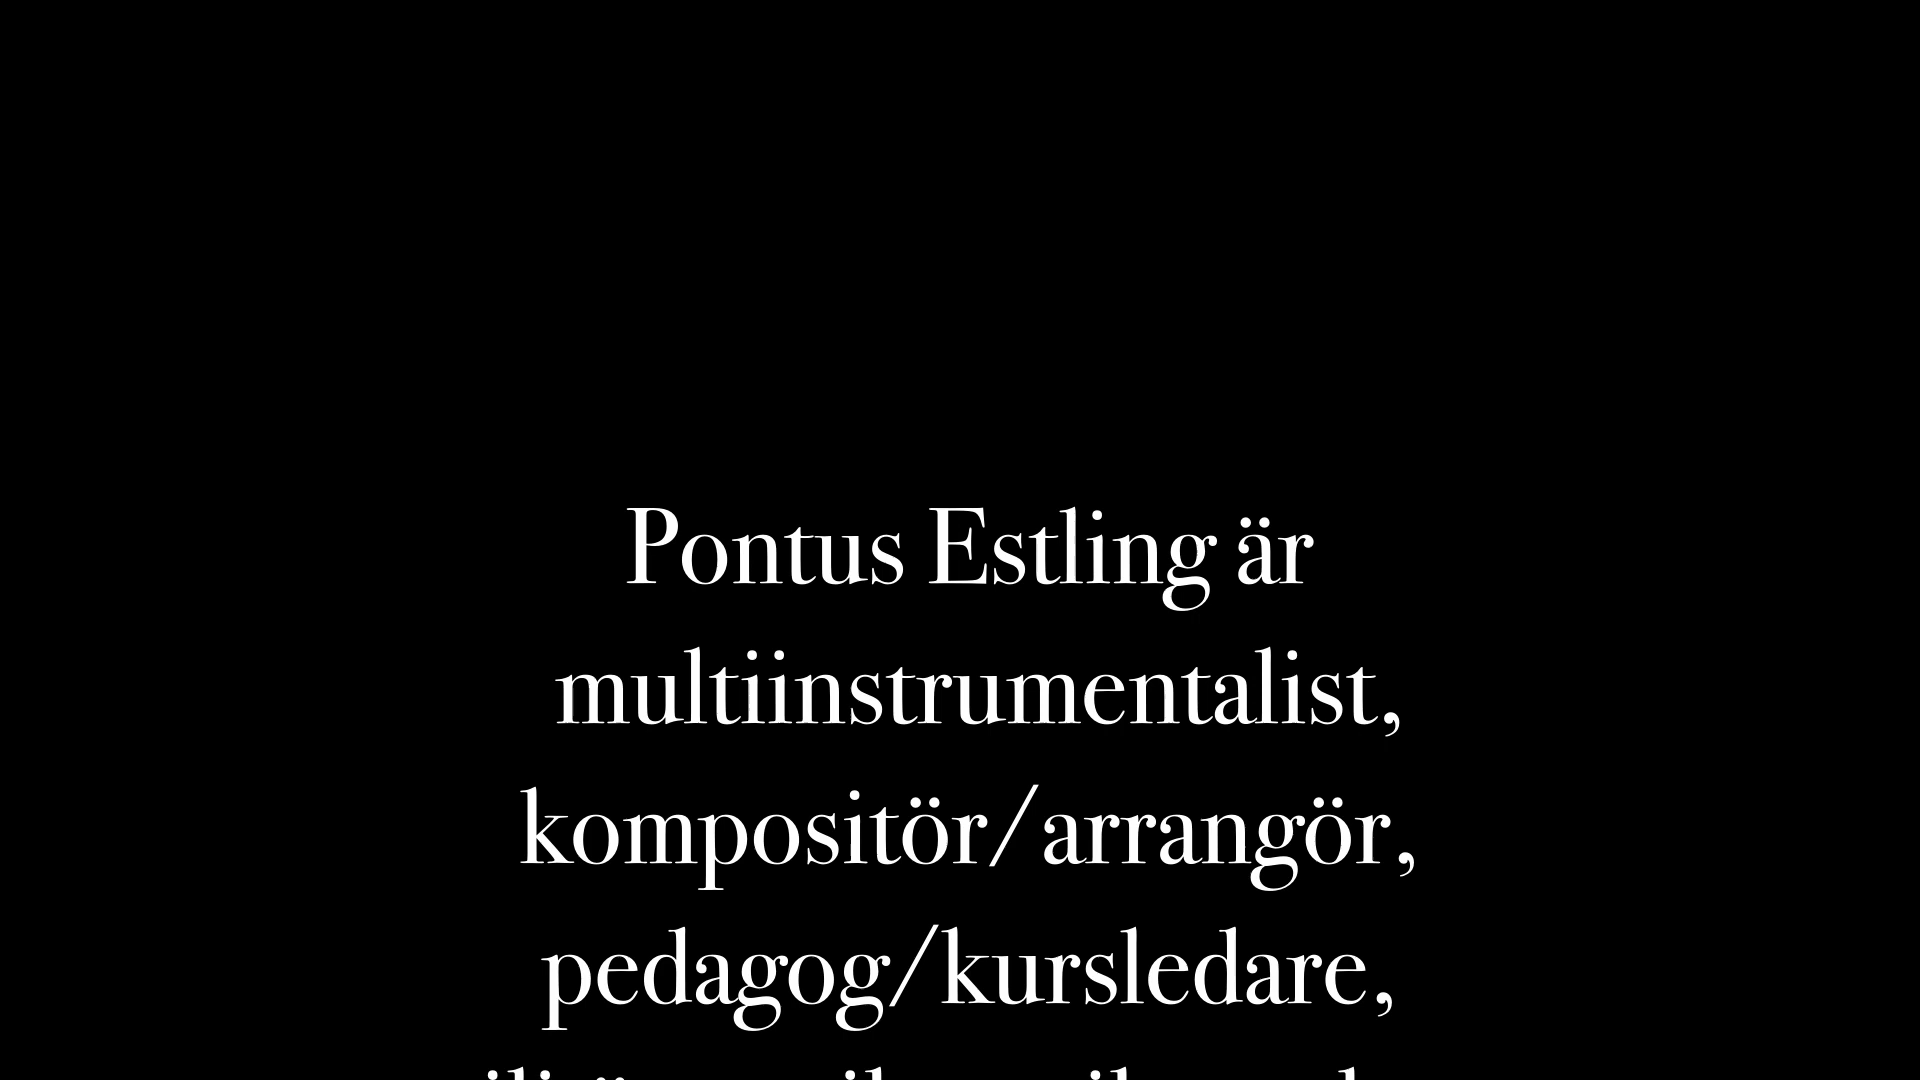 Pontus Estling är
multiinstrumentalist,
kompositör/arrangör,
pedagog/kursledare,